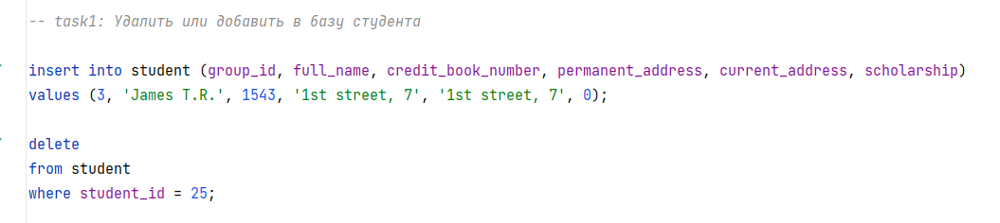 -- task1: Удалить или добавить в базу студента
insert into student (group_id, full_name, credit_book_number, permanent_address, current_address, scholarship)
values (3, 'James T.R.', 1543, '1st street, 7', '1st street, 7', 0);
delete
from student
where student_id = 25;